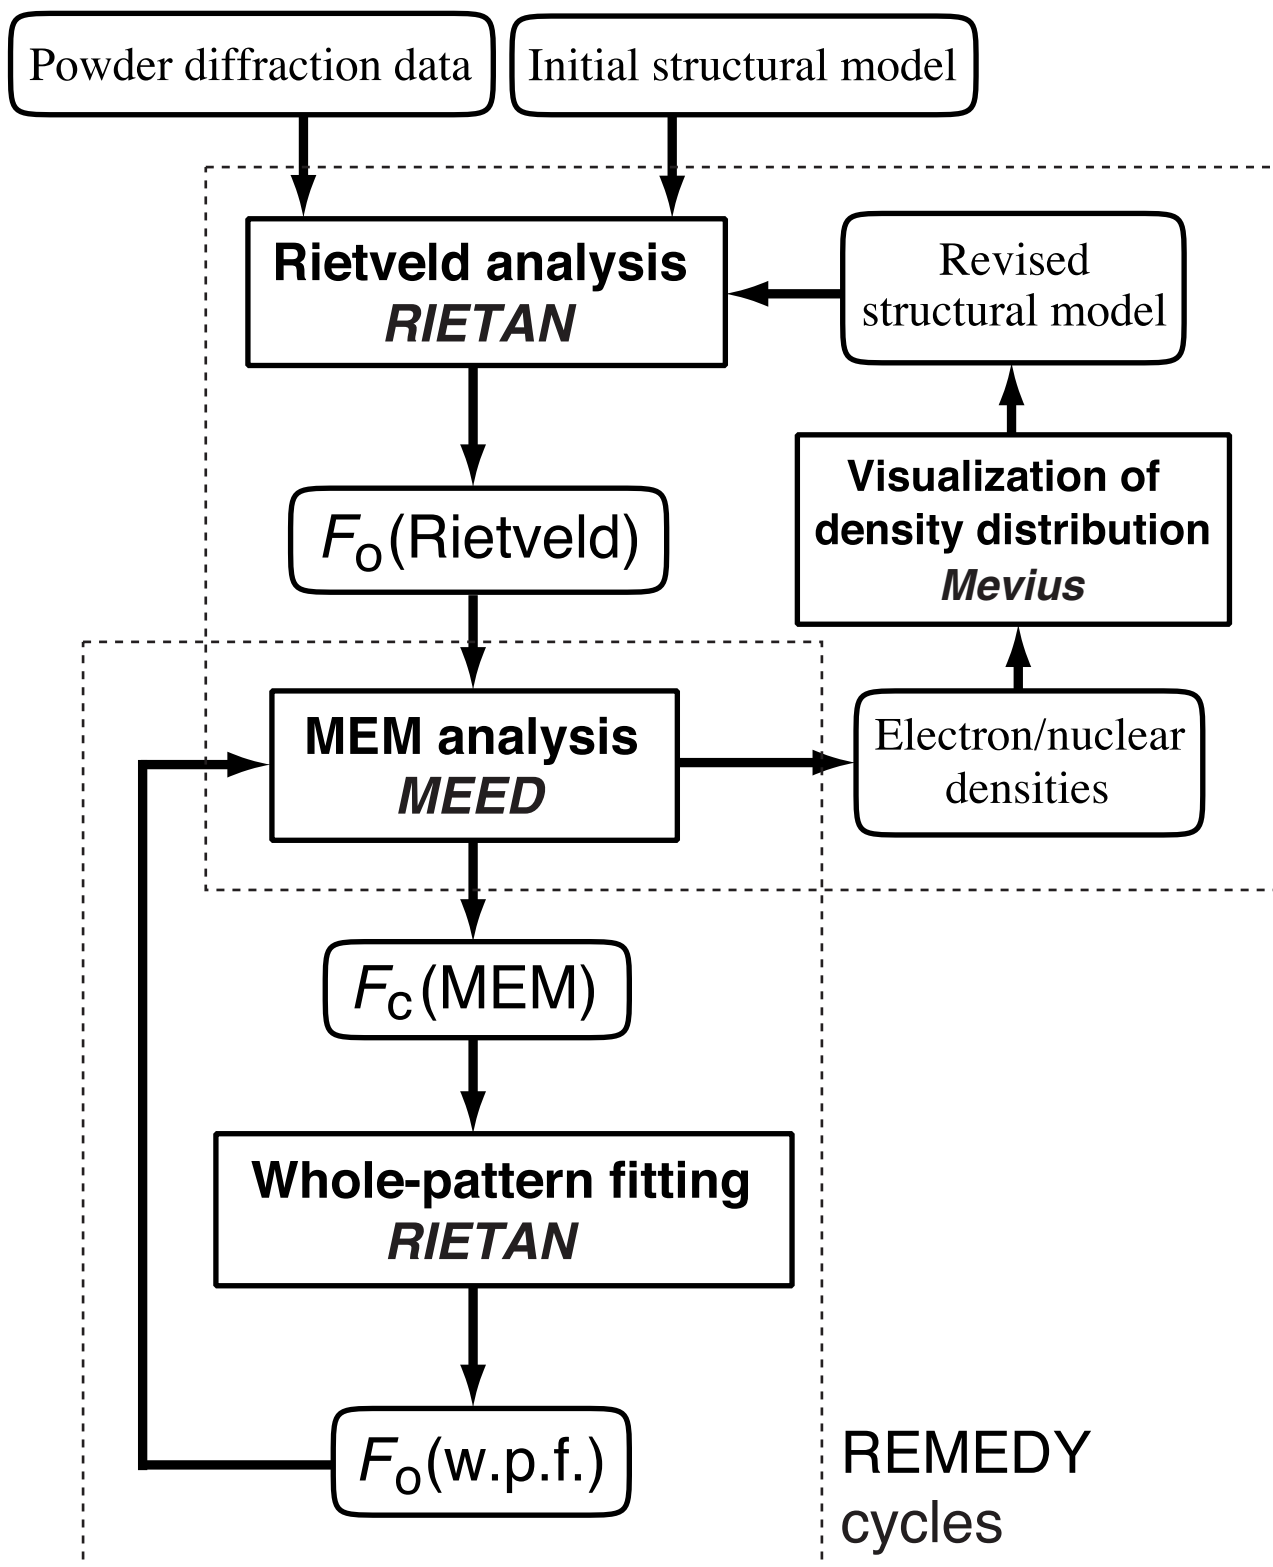 Powder diffraction data
Initial structural model
Rietveld analysis
RIETAN
Revised
structural model
Visualization of
density distribution
Mevius
Fo(Rietveld)
MEM analysis
MEED
Electron/nuclear
densities
Fc(MEM)
Whole-pattern fitting
RIETAN
Fo(w.p.f.)
REMEDY
cycles